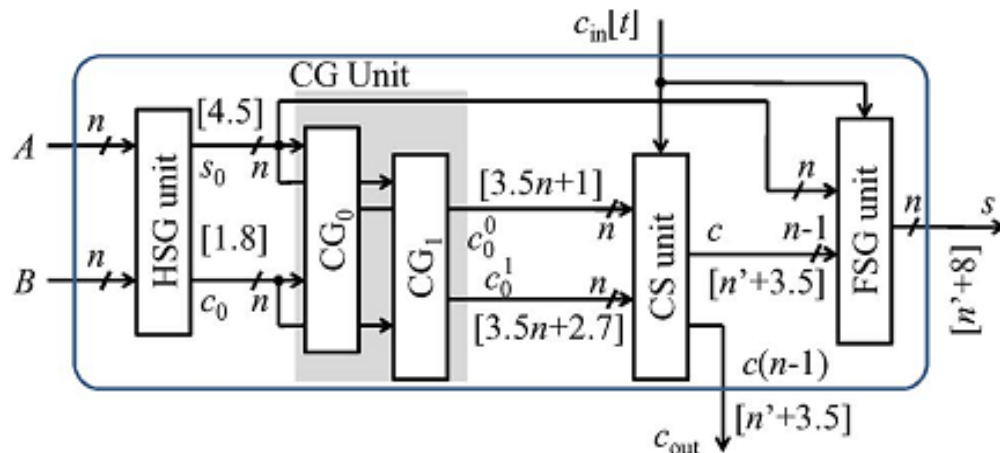 c_in[t]
CG Unit
A
n
HSG unit
[4.5]
s_0
n
CG_0
CG_1
[3.5n+1]
n
c_0^0
CS unit
n
FSG unit
n
s
[n'+8]
B
n
[1.8]
c_0
n
c_0^1
n
[3.5n+2.7]
c
n-1
[n'+3.5]
c(n-1)
[n'+3.5]
c_out